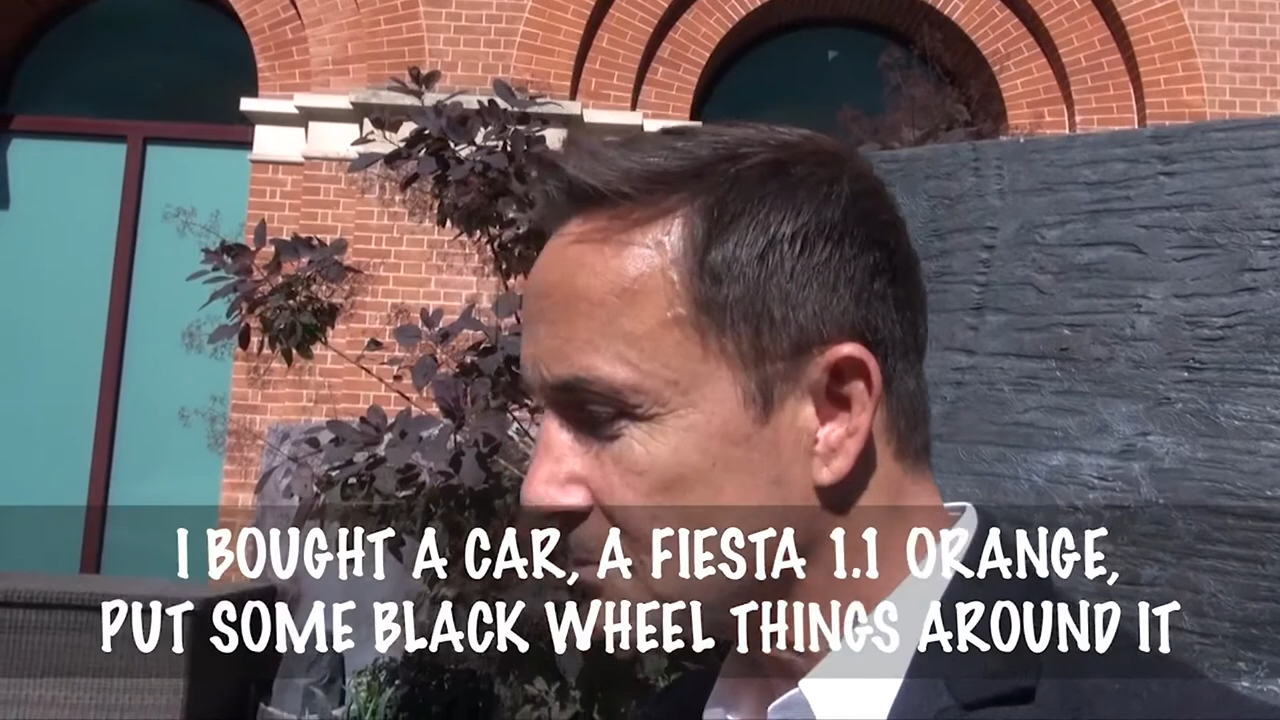 I BOUGHT A CAR, A FIESTA 1.1 ORANGE,
PUT SOME BLACK WHEEL THINGS AROUND IT